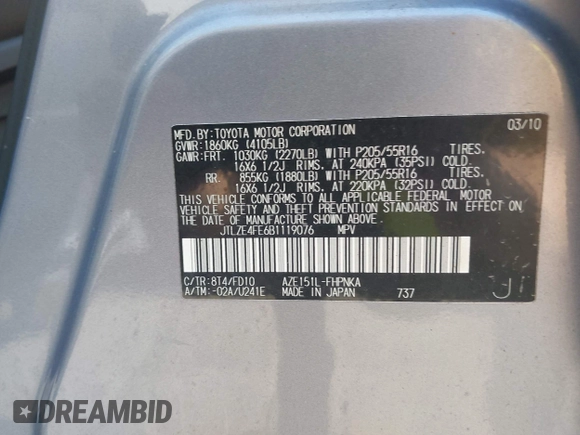 MFD.BY:TOYOTA MOTOR CORPORATION 03/10
GVWR:1860KG (4105LB)
GAWR:FRT. 1030KG (2270LB) WITH P205/55R16 TIRES.
16X6 1/2J RIMS. AT 240KPA (35PSI) COLD.
RR. 855KG (1880LB) WITH P205/55R16 TIRES.
16X6 1/2J RIMS. AT 220KPA (32PSI) COLD.
THIS VEHICLE CONFORMS TO ALL APPLICABLE FEDERAL MOTOR
VEHICLE SAFETY STANDARDS IN EFFECT ON THE DATE OF
MANUFACTURE SHOWN ABOVE.
JTLZE4FE6B1119076 MPV
C/TR:8T4/FD10 AZE151L-FHPNKA
A/TM:-02A/U241E MADE IN JAPAN 737
DREAMBID